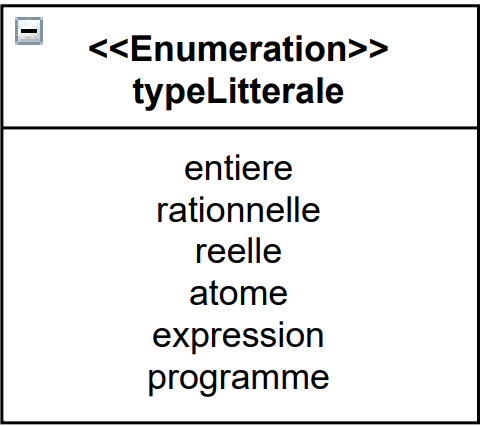 <<Enumeration>>
typeLitterale
entiere
rationnelle
reelle
atome
expression
programme